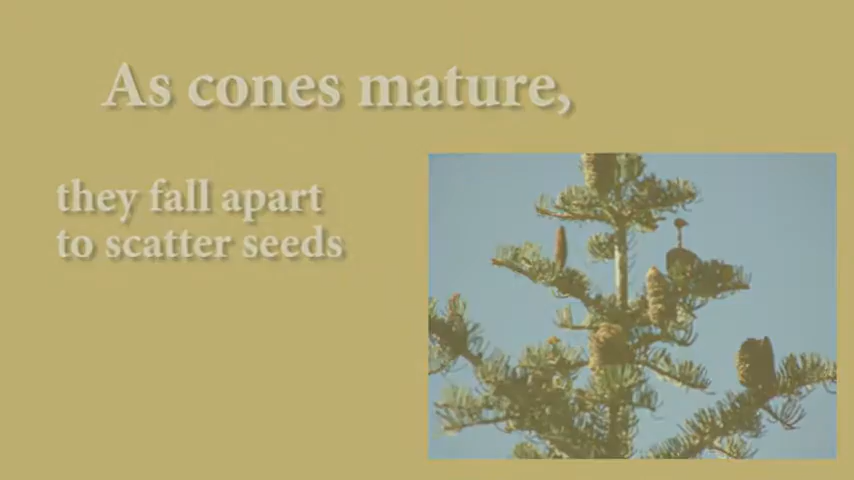 As cones mature,
they fall apart
to scatter seeds